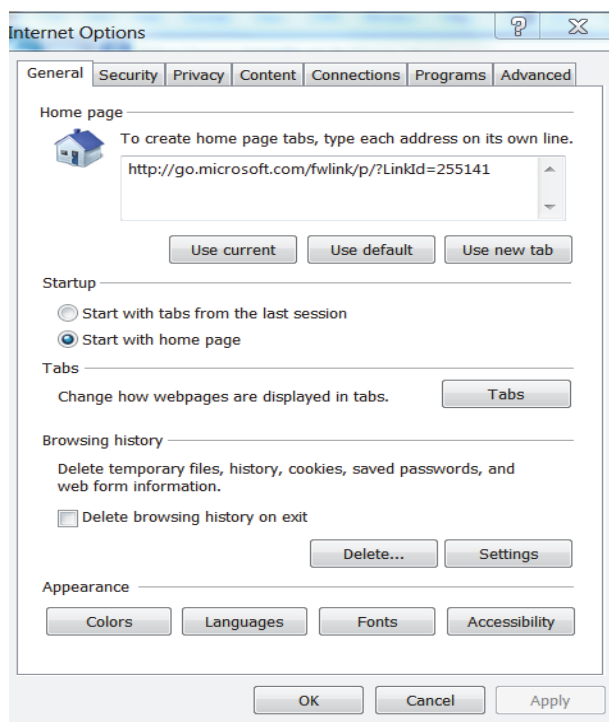 Internet Options
General Security Privacy Content Connections Programs Advanced
Home page
To create home page tabs, type each address on its own line.
http://go.microsoft.com/fwlink/p/?LinkId=255141
Use current Use default Use new tab
Startup
Start with tabs from the last session
Start with home page
Tabs
Change how webpages are displayed in tabs. Tabs
Browsing history
Delete temporary files, history, cookies, saved passwords, and
web form information.
Delete browsing history on exit
Delete... Settings
Appearance
Colors Languages Fonts Accessibility
OK Cancel Apply